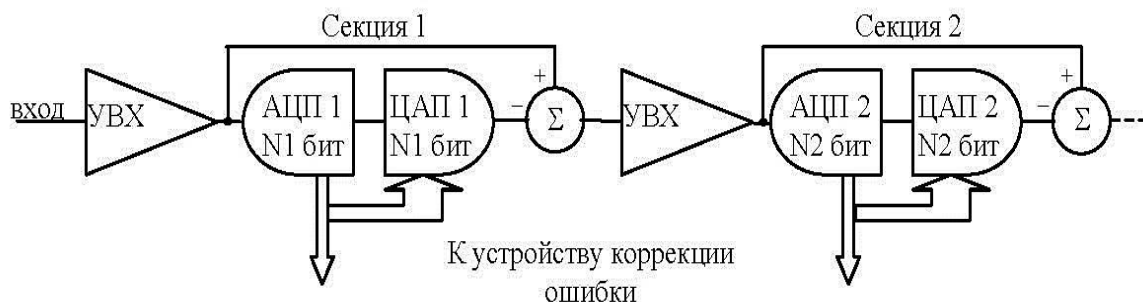 Секция 1
Секция 2
вход
УВХ
АЦП 1
N1 бит
ЦАП 1
N1 бит
+
−
Σ
УВХ
АЦП 2
N2 бит
ЦАП 2
N2 бит
+
−
Σ
К устройству коррекции
ошибки